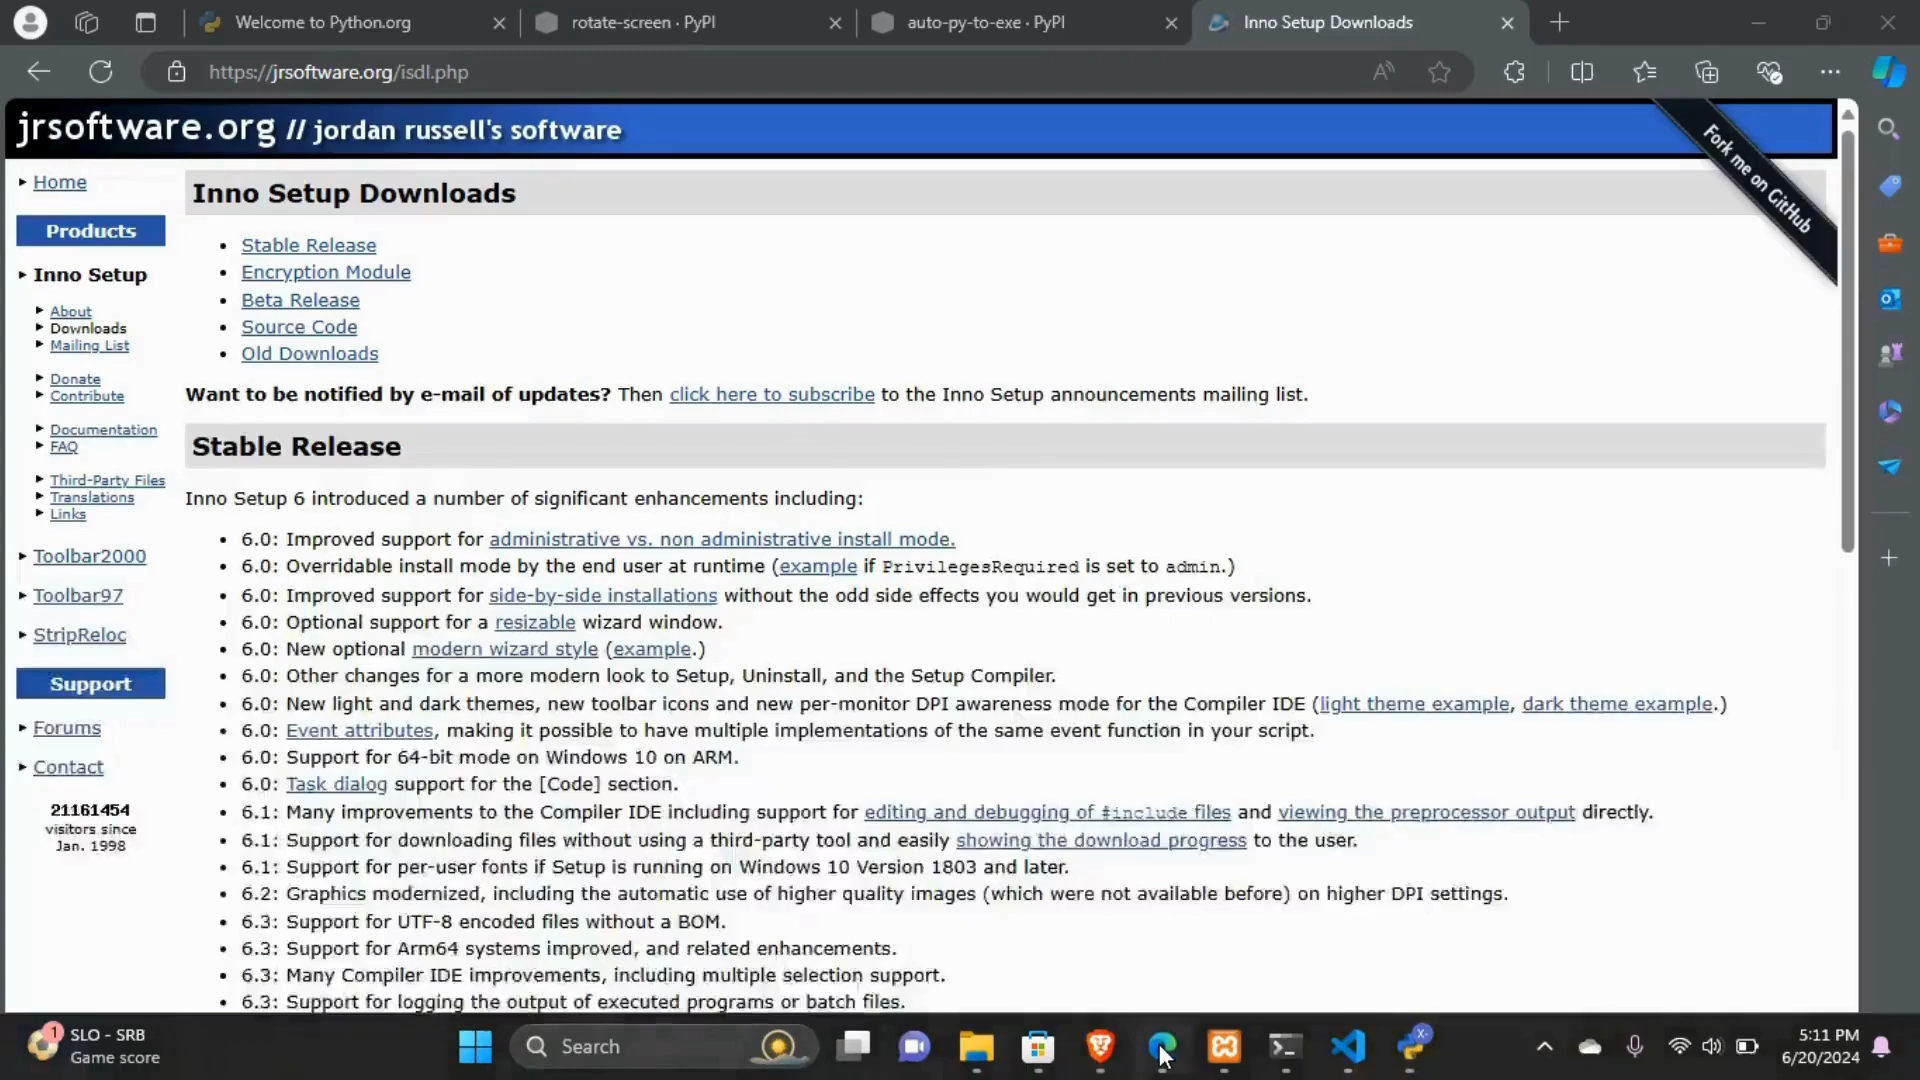 Welcome to Python.org
rotate-screen · PyPI
auto-py-to-exe · PyPI
Inno Setup Downloads
https://jrsoftware.org/isdl.php
jrsoftware.org // jordan russell's software
Fork me on GitHub
Home
Products
Inno Setup
About
Downloads
Mailing List
Donate
Contribute
Documentation
FAQ
Third-Party Files
Translations
Links
Toolbar2000
Toolbar97
StripReloc
Support
Forums
Contact
21161454
visitors since
Jan. 1998
Inno Setup Downloads
Stable Release
Encryption Module
Beta Release
Source Code
Old Downloads
Want to be notified by e-mail of updates? Then click here to subscribe to the Inno Setup announcements mailing list.
Stable Release
Inno Setup 6 introduced a number of significant enhancements including:
6.0: Improved support for administrative vs. non administrative install mode.
6.0: Overridable install mode by the end user at runtime (example if PrivilegesRequired is set to admin.)
6.0: Improved support for side-by-side installations without the odd side effects you would get in previous versions.
6.0: Optional support for a resizable wizard window.
6.0: New optional modern wizard style (example.)
6.0: Other changes for a more modern look to Setup, Uninstall, and the Setup Compiler.
6.0: New light and dark themes, new toolbar icons and new per-monitor DPI awareness mode for the Compiler IDE (light theme example, dark theme example.)
6.0: Event attributes, making it possible to have multiple implementations of the same event function in your script.
6.0: Support for 64-bit mode on Windows 10 on ARM.
6.0: Task dialog support for the [Code] section.
6.1: Many improvements to the Compiler IDE including support for editing and debugging of #include files and viewing the preprocessor output directly.
6.1: Support for downloading files without using a third-party tool and easily showing the download progress to the user.
6.1: Support for per-user fonts if Setup is running on Windows 10 Version 1803 and later.
6.2: Graphics modernized, including the automatic use of higher quality images (which were not available before) on higher DPI settings.
6.3: Support for UTF-8 encoded files without a BOM.
6.3: Support for Arm64 systems improved, and related enhancements.
6.3: Many Compiler IDE improvements, including multiple selection support.
6.3: Support for logging the output of executed programs or batch files.
1
SLO - SRB
Game score
Search
5:11 PM
6/20/2024